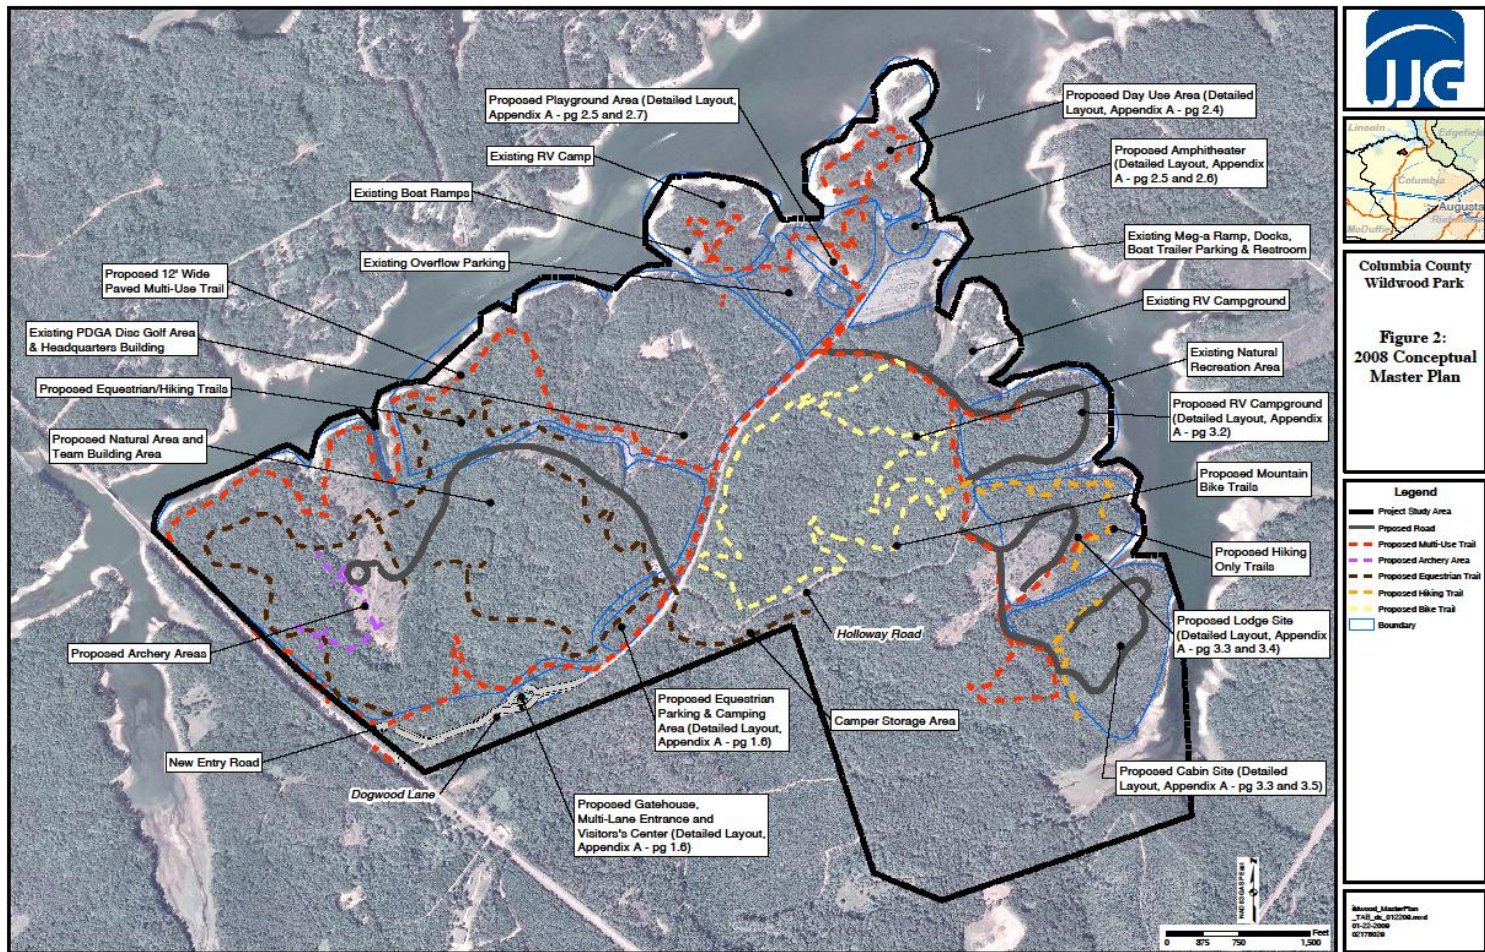 Proposed Playground Area (Detailed Layout,
Appendix A - pg 2.5 and 2.7)
Existing RV Camp
Existing Boat Ramps
Existing Overflow Parking
Proposed 12' Wide
Paved Multi-Use Trail
Existing PDGA Disc Golf Area
& Headquarters Building
Proposed Equestrian/Hiking Trails
Proposed Natural Area and
Team Building Area
Proposed Archery Areas
New Entry Road
Dogwood Lane
Proposed Gatehouse,
Multi-Lane Entrance and
Visitors's Center (Detailed Layout,
Appendix A - pg 1.6)
Proposed Equestrian
Parking & Camping
Area (Detailed Layout,
Appendix A - pg 1.6)
Camper Storage Area
Holloway Road
Proposed Day Use Area (Detailed
Layout, Appendix A - pg 2.4)
Proposed Amphitheater
(Detailed Layout, Appendix
A - pg 2.5 and 2.6)
Existing Meg-a Ramp, Docks,
Boat Trailer Parking & Restroom
Existing RV Campground
Existing Natural
Recreation Area
Proposed RV Campground
(Detailed Layout, Appendix
A - pg 3.2)
Proposed Mountain
Bike Trails
Proposed Hiking
Only Trails
Proposed Lodge Site
(Detailed Layout, Appendix
A - pg 3.3 and 3.4)
Proposed Cabin Site (Detailed
Layout, Appendix A - pg 3.3 and 3.5)
0 375 750 1,500
Feet
JJG
Lincoln
Edgefield
Columbia
Augusta
McDuffie
Columbia County
Wildwood Park
Figure 2:
2008 Conceptual
Master Plan
Legend
Project Study Area
Prposed Road
Proposed Multi-Use Trail
Proposed Archery Area
Proposed Equestrian Trail
Proposed Hiking Trail
Proposed Bike Trail
Boundary
01-22-2009